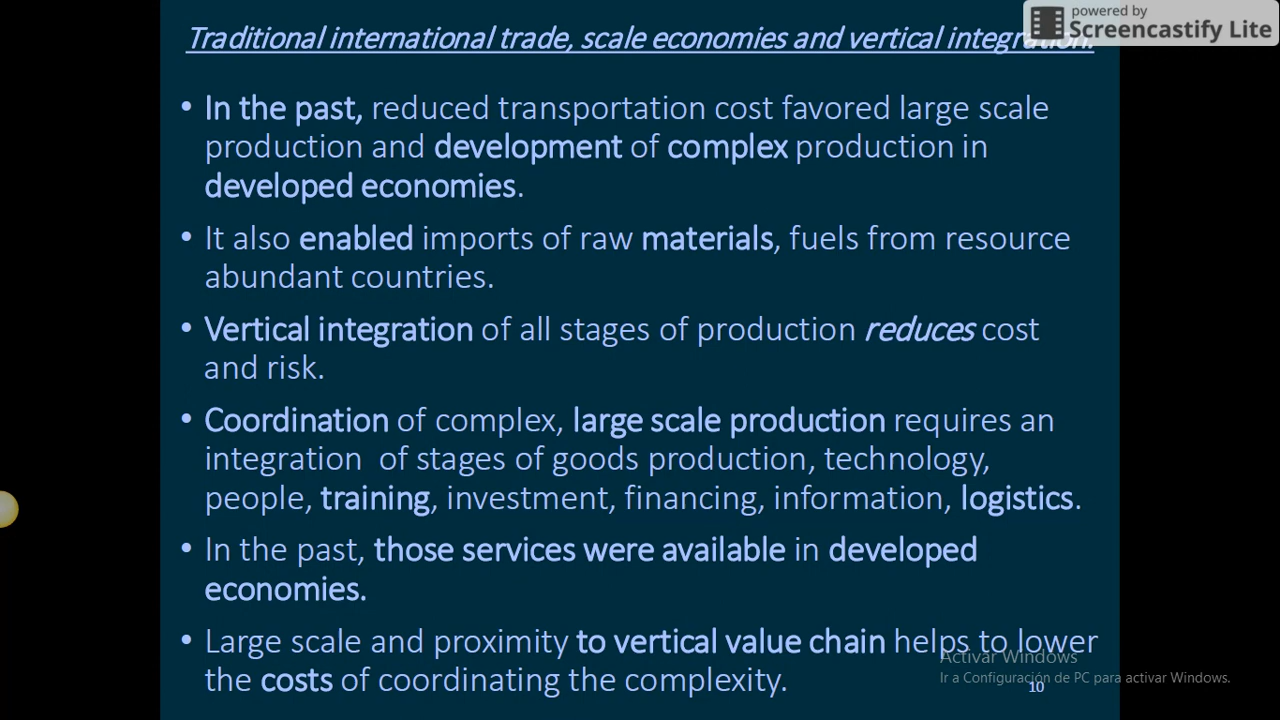 powered by
Screencastify Lite
Traditional international trade, scale economies and vertical integration.
• In the past, reduced transportation cost favored large scale
production and development of complex production in
developed economies.
• It also enabled imports of raw materials, fuels from resource
abundant countries.
• Vertical integration of all stages of production reduces cost
and risk.
• Coordination of complex, large scale production requires an
integration of stages of goods production, technology,
people, training, investment, financing, information, logistics.
• In the past, those services were available in developed
economies.
• Large scale and proximity to vertical value chain helps to lower
the costs of coordinating the complexity.
Activar Windows
Ir a Configuración de PC para activar Windows.
10